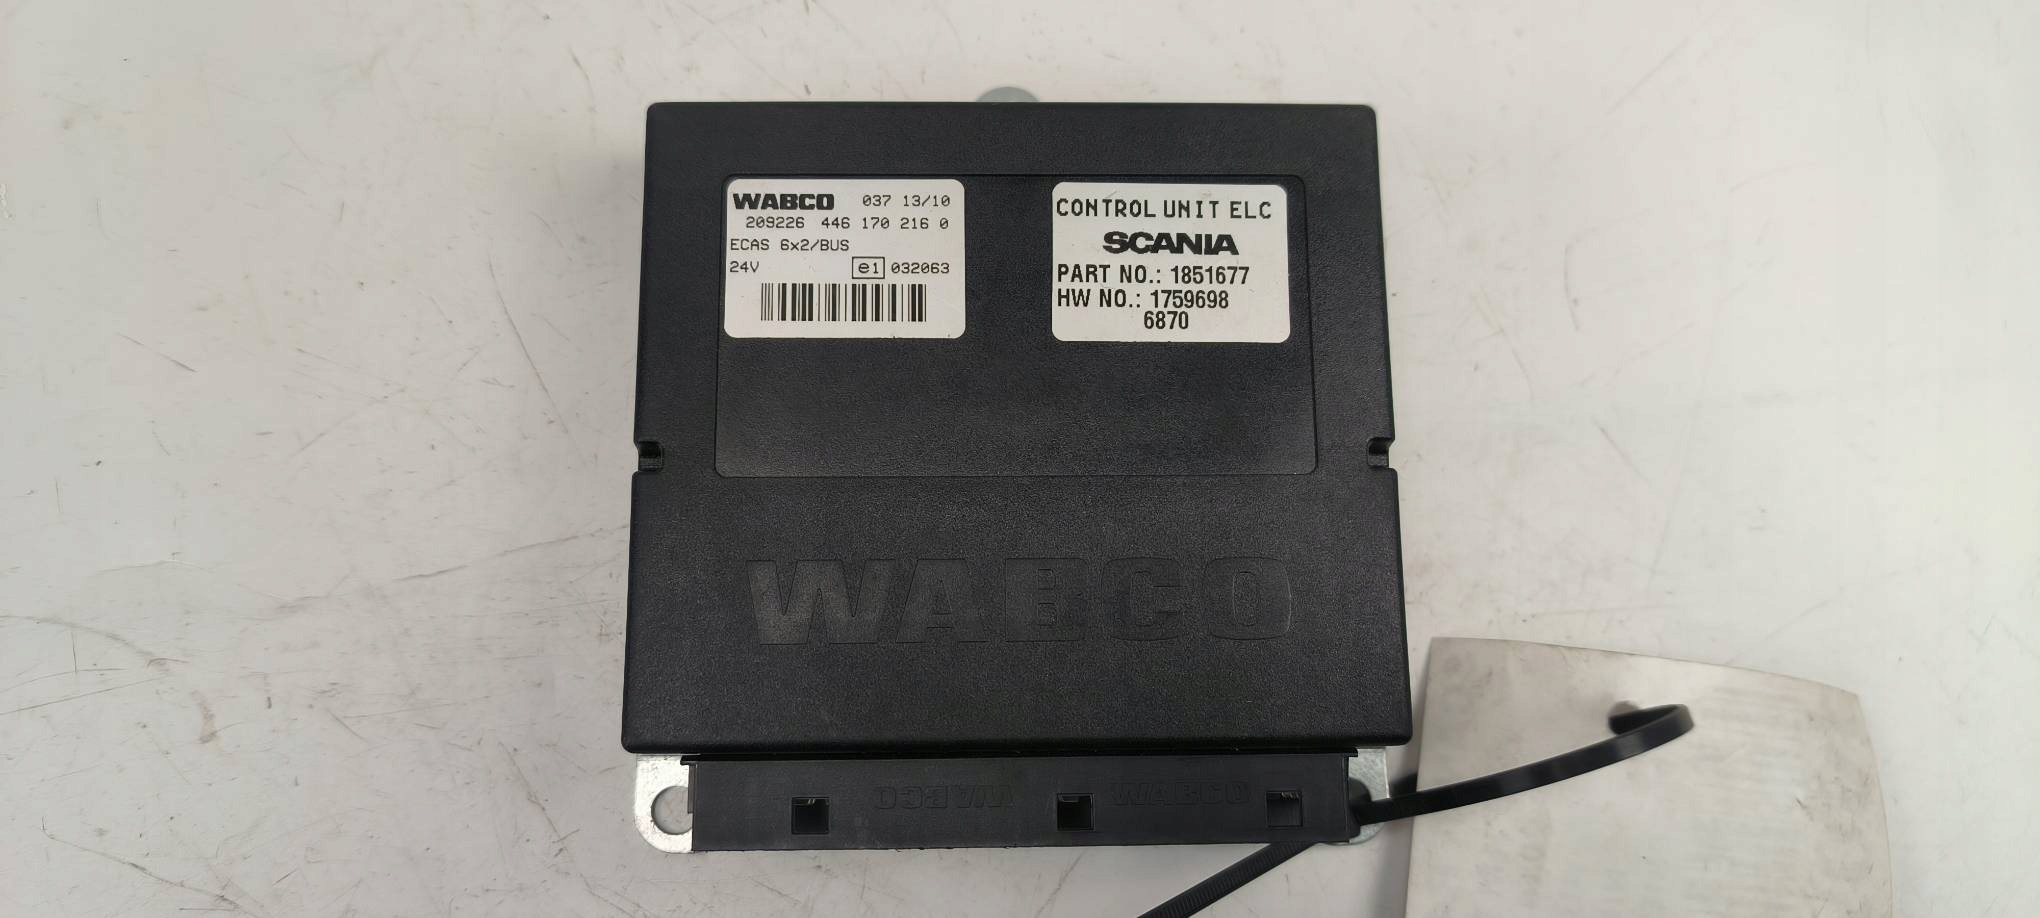 WABCO 037 13/10
209226 446 170 216 0
ECAS 6x2/BUS
24V e1 032063
CONTROL UNIT ELC
SCANIA
PART NO.: 1851677
HW NO.: 1759698
6870
WABCO
WABCO WABCO